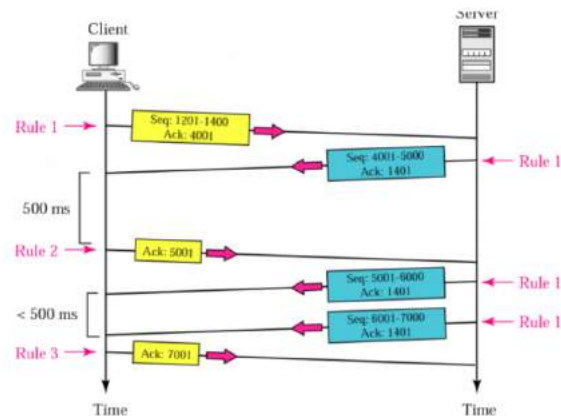 Client
Server
Rule 1
Seq: 1201-1400
Ack: 4001
Seq: 4001-5000
Ack: 1401
Rule 1
500 ms
Rule 2
Ack: 5001
Seq: 5001-6000
Ack: 1401
Rule 1
< 500 ms
Seq: 6001-7000
Ack: 1401
Rule 1
Rule 3
Ack: 7001
Time
Time